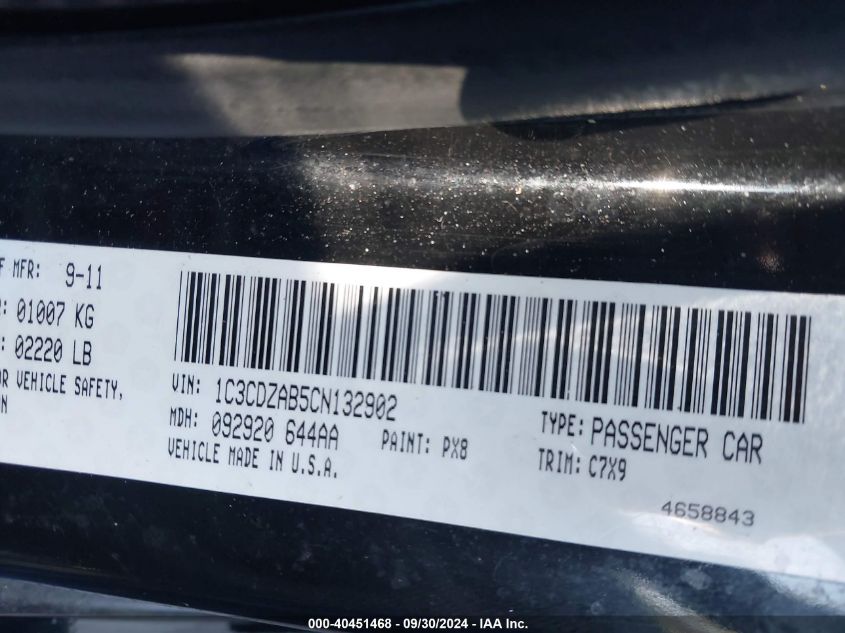 F MFR: 9-11
: 01007 KG
: 02220 LB
OR VEHICLE SAFETY,
N
VIN: 1C3CDZAB5CN132902
MDH: 092920 644AA
PAINT: PX8
VEHICLE MADE IN U.S.A.
TYPE: PASSENGER CAR
TRIM: C7X9
4658843
000-40451468 - 09/30/2024 - IAA Inc.